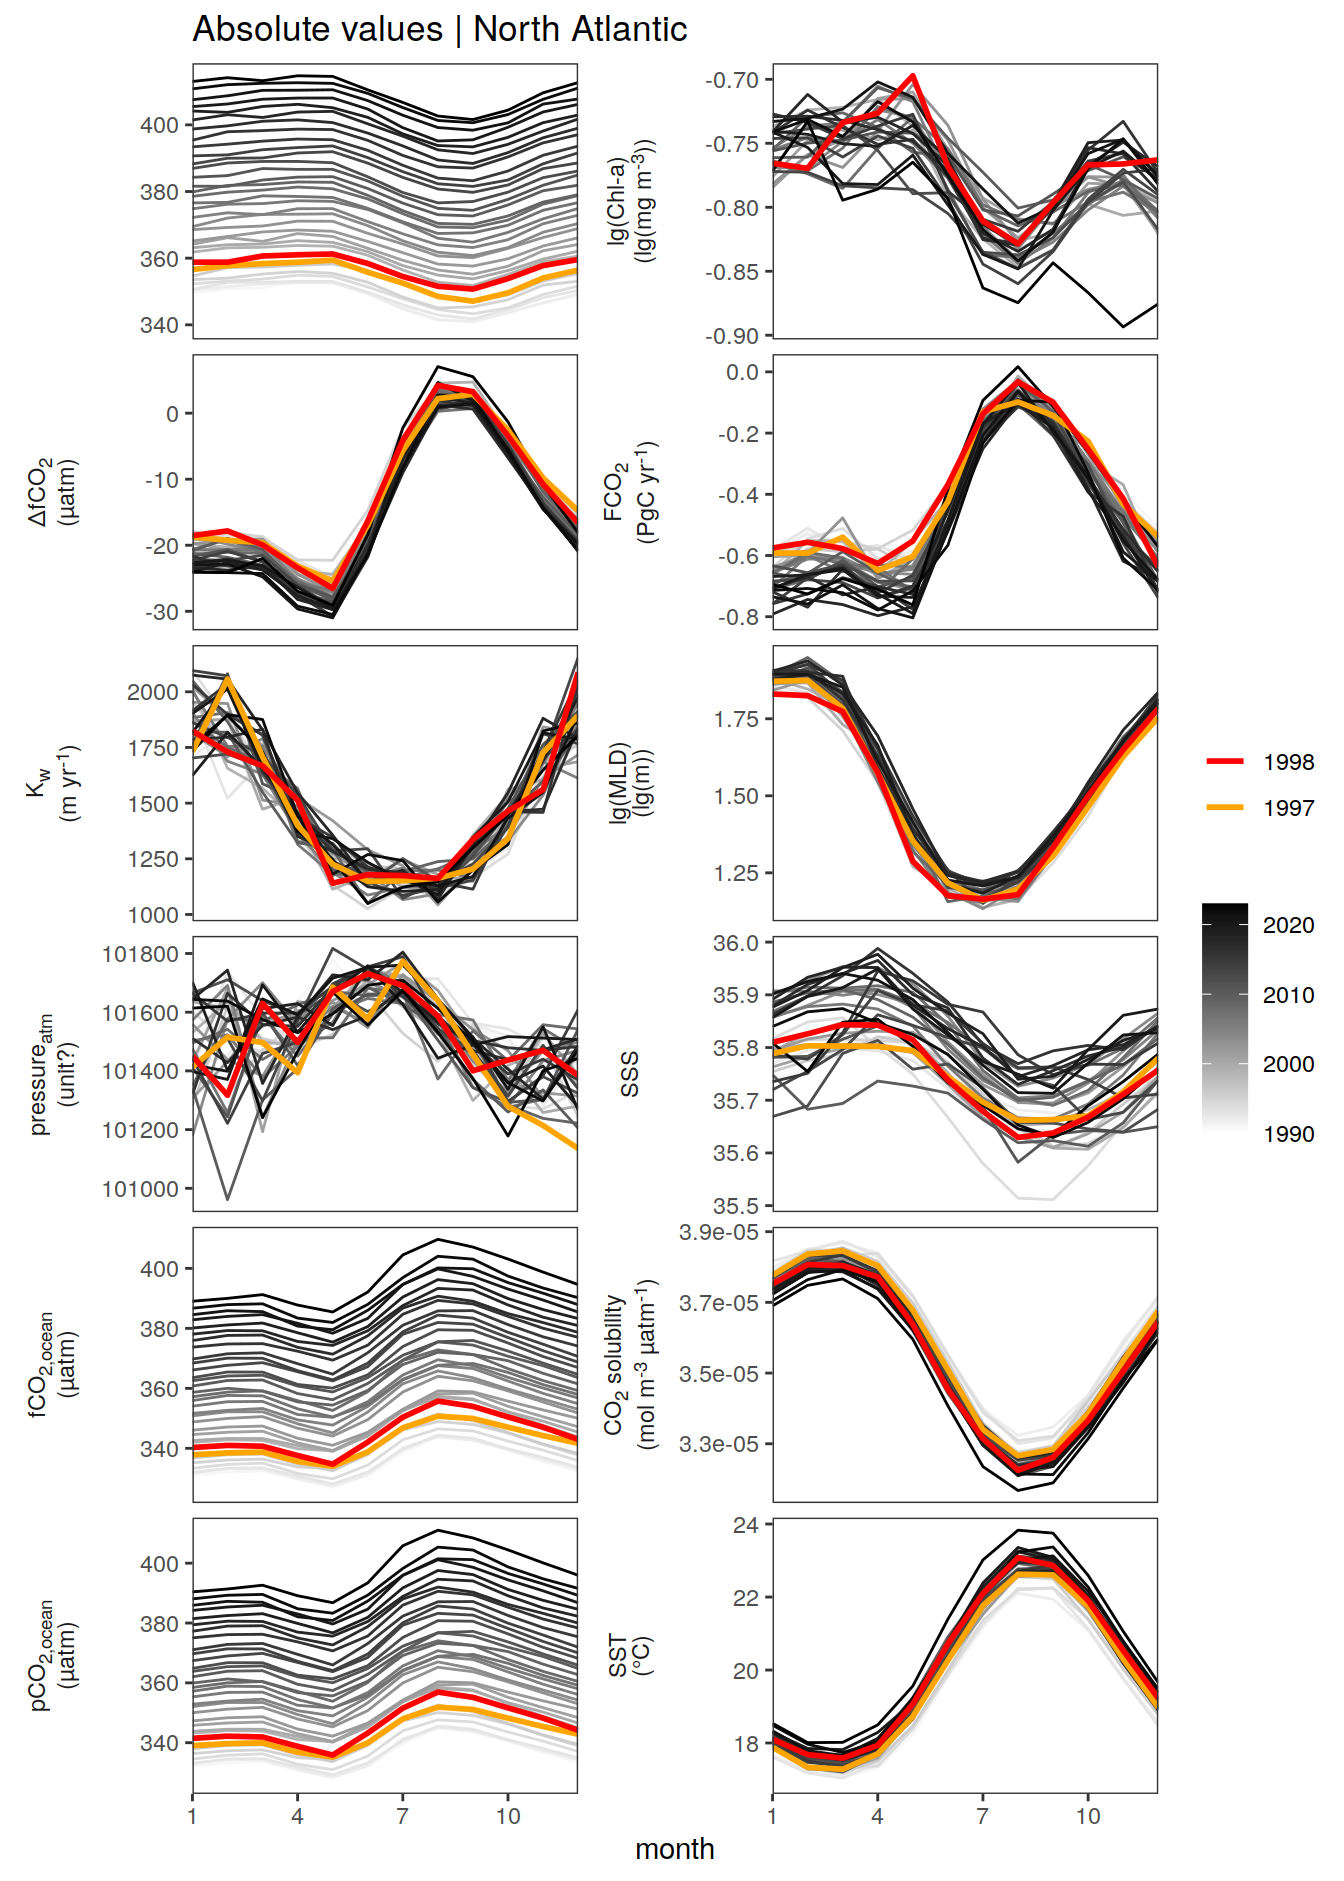 Absolute values | North Atlantic
400
380
360
340
lg(Chl-a)
(lg(mg m⁻³))
-0.70
-0.75
-0.80
-0.85
-0.90
ΔfCO₂
(µatm)
0
-10
-20
-30
FCO₂
(PgC yr⁻¹)
0.0
-0.2
-0.4
-0.6
-0.8
Kw
(m yr⁻¹)
2000
1750
1500
1250
1000
lg(MLD)
(lg(m))
1.75
1.50
1.25
pressureatm
(unit?)
101800
101600
101400
101200
101000
SSS
36.0
35.9
35.8
35.7
35.6
35.5
fCO2,ocean
(µatm)
400
380
360
340
CO₂ solubility
(mol m⁻³ µatm⁻¹)
3.9e-05
3.7e-05
3.5e-05
3.3e-05
pCO2,ocean
(µatm)
400
380
360
340
SST
(°C)
24
22
20
18
1 4 7 10
1 4 7 10
month
1998
1997
2020
2010
2000
1990